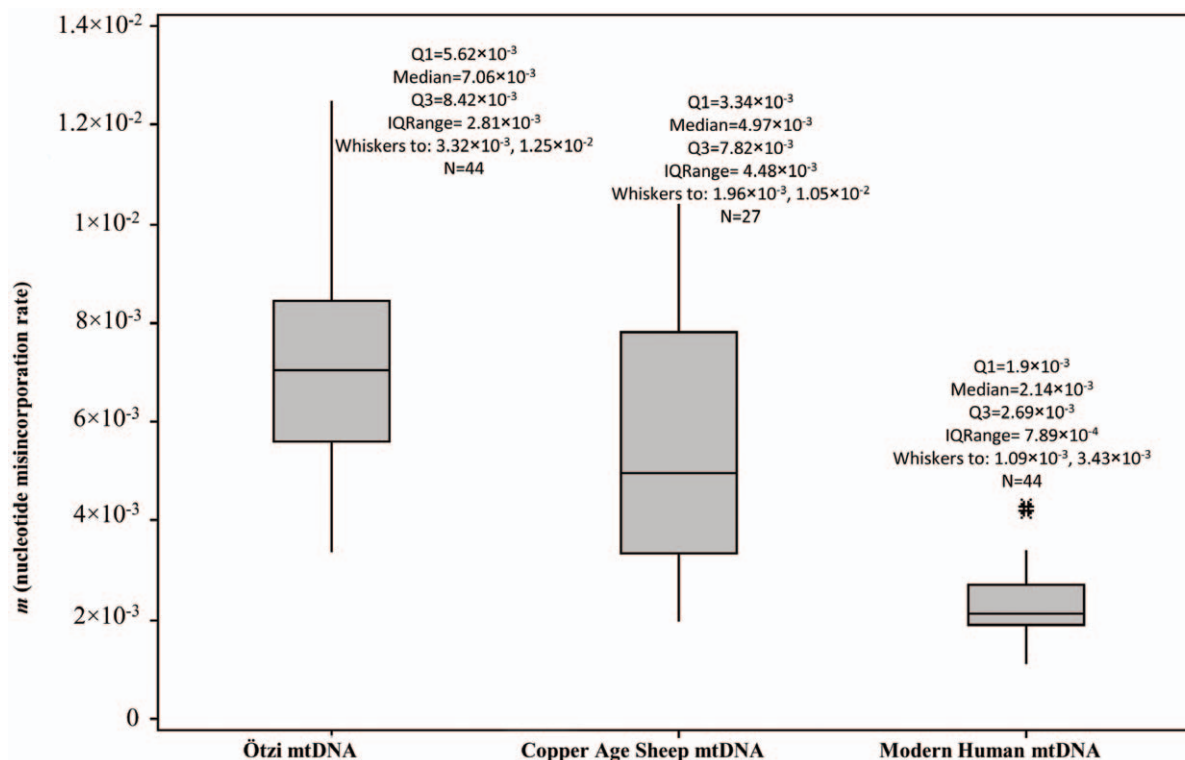 1.4×10⁻²
1.2×10⁻²
1×10⁻²
8×10⁻³
6×10⁻³
4×10⁻³
2×10⁻³
0
m (nucleotide misincorporation rate)
Q1=5.62×10⁻³
Median=7.06×10⁻³
Q3=8.42×10⁻³
IQRange= 2.81×10⁻³
Whiskers to: 3.32×10⁻³, 1.25×10⁻²
N=44
Q1=3.34×10⁻³
Median=4.97×10⁻³
Q3=7.82×10⁻³
IQRange= 4.48×10⁻³
Whiskers to: 1.96×10⁻³, 1.05×10⁻²
N=27
Q1=1.9×10⁻³
Median=2.14×10⁻³
Q3=2.69×10⁻³
IQRange= 7.89×10⁻⁴
Whiskers to: 1.09×10⁻³, 3.43×10⁻³
N=44
Ötzi mtDNA
Copper Age Sheep mtDNA
Modern Human mtDNA